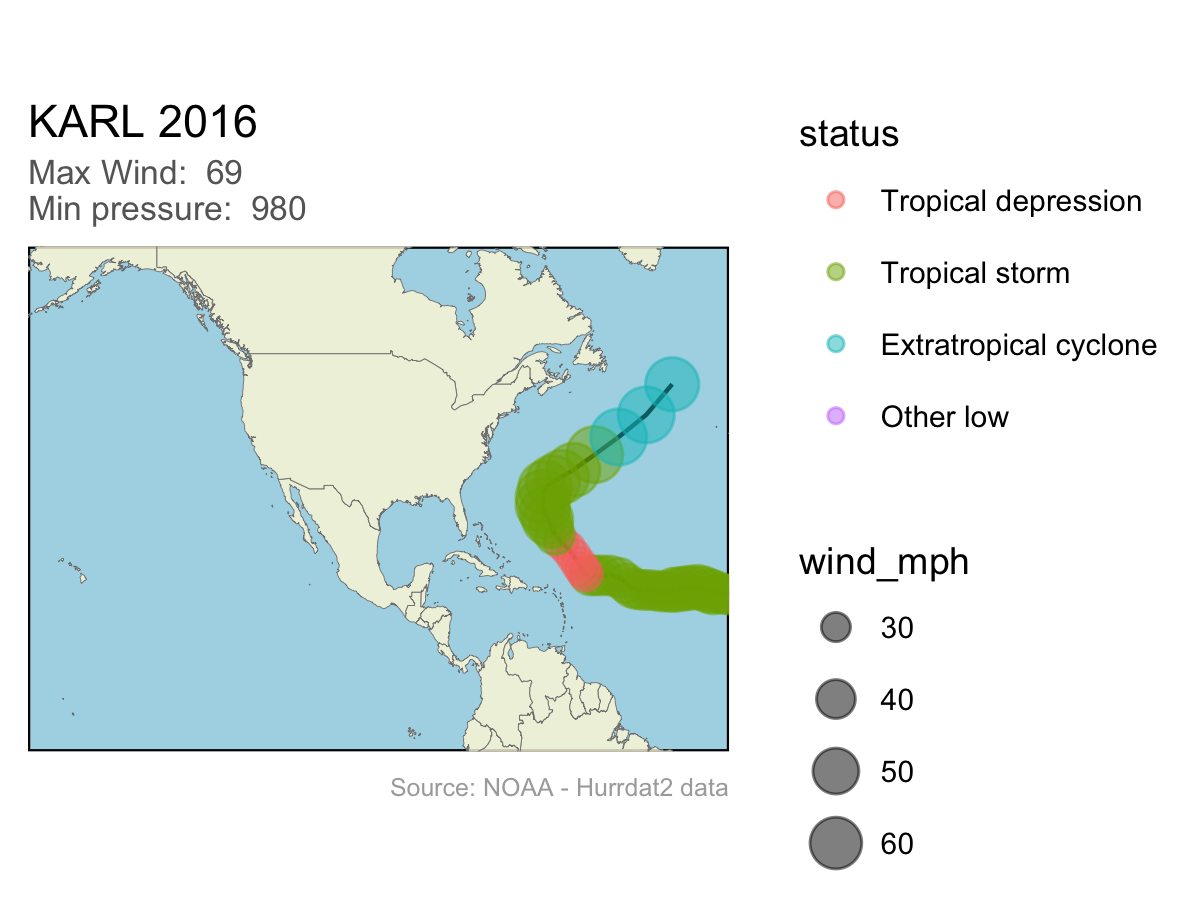 KARL 2016
Max Wind:  69
Min pressure:  980
status
Tropical depression
Tropical storm
Extratropical cyclone
Other low
wind_mph
30
40
50
60
Source: NOAA - Hurrdat2 data